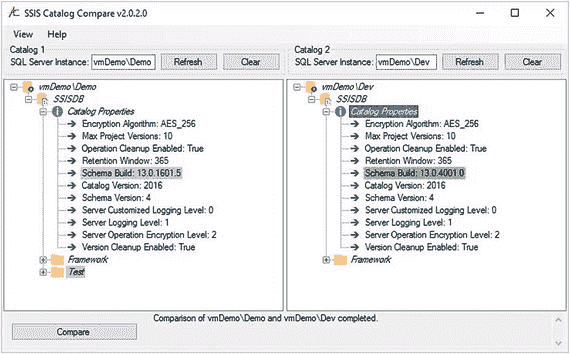 SSIS Catalog Compare v2.0.2.0
View Help
Catalog 1
SQL Server Instance: vmDemo\Demo Refresh Clear
vmDemo\Demo
SSISDB
Catalog Properties
Encryption Algorithm: AES_256
Max Project Versions: 10
Operation Cleanup Enabled: True
Retention Window: 365
Schema Build: 13.0.1601.5
Catalog Version: 2016
Schema Version: 4
Server Customized Logging Level: 0
Server Logging Level: 1
Server Operation Encryption Level: 2
Version Cleanup Enabled: True
Framework
Test
Catalog 2
SQL Server Instance: vmDemo\Dev Refresh Clear
vmDemo\Dev
SSISDB
Catalog Properties
Encryption Algorithm: AES_256
Max Project Versions: 10
Operation Cleanup Enabled: True
Retention Window: 365
Schema Build: 13.0.4001.0
Catalog Version: 2016
Schema Version: 4
Server Customized Logging Level: 0
Server Logging Level: 1
Server Operation Encryption Level: 2
Version Cleanup Enabled: True
Framework
Comparison of vmDemo\Demo and vmDemo\Dev completed.
Compare